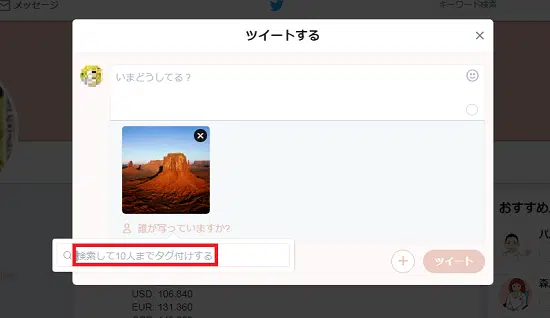 メッセージ
キーワード検索
ツイートする
いまどうしてる？
誰が写っていますか?
検索して10人までタグ付けする
ツイート
おすすめ
USD: 106.840
EUR: 131.360